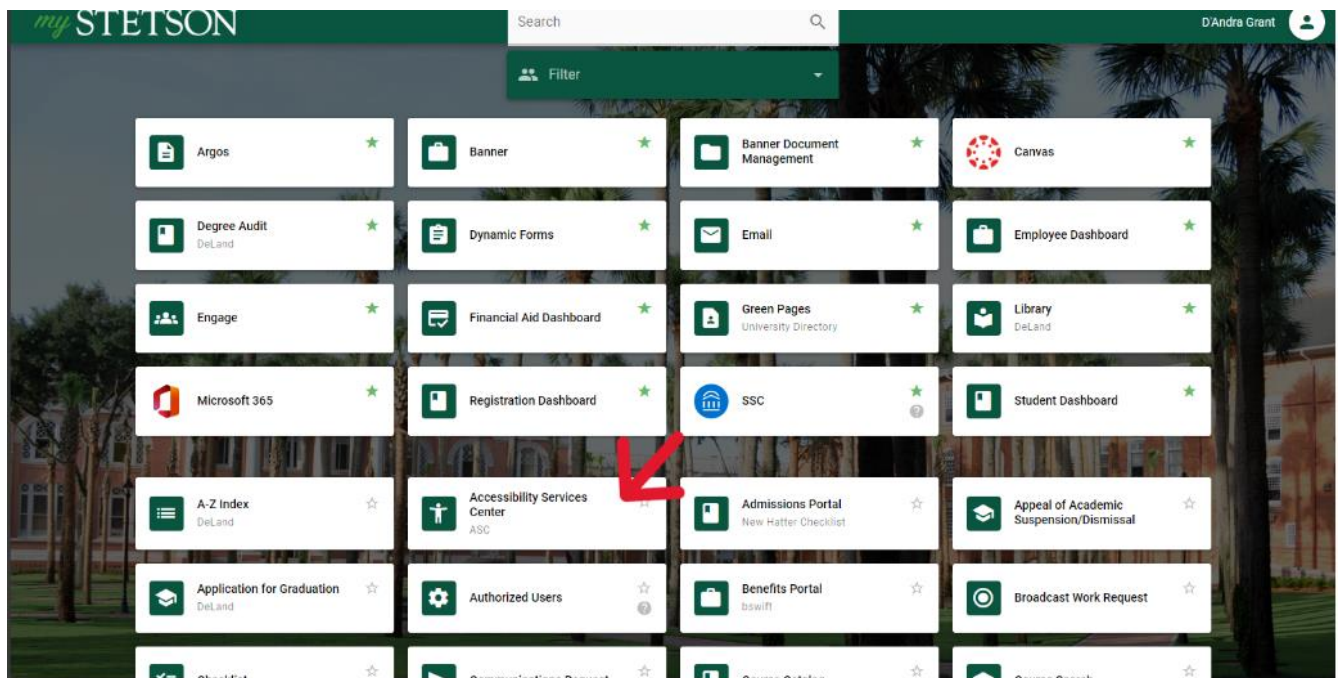 my STETSON
Search
D'Andra Grant
Filter
Argos
Banner
Banner Document
Management
Canvas
Degree Audit
DeLand
Dynamic Forms
Email
Employee Dashboard
Engage
Financial Aid Dashboard
Green Pages
University Directory
Library
DeLand
Microsoft 365
Registration Dashboard
SSC
Student Dashboard
A-Z Index
DeLand
Accessibility Services
Center
ASC
Admissions Portal
New Hatter Checklist
Appeal of Academic
Suspension/Dismissal
Application for Graduation
DeLand
Authorized Users
Benefits Portal
bswift
Broadcast Work Request